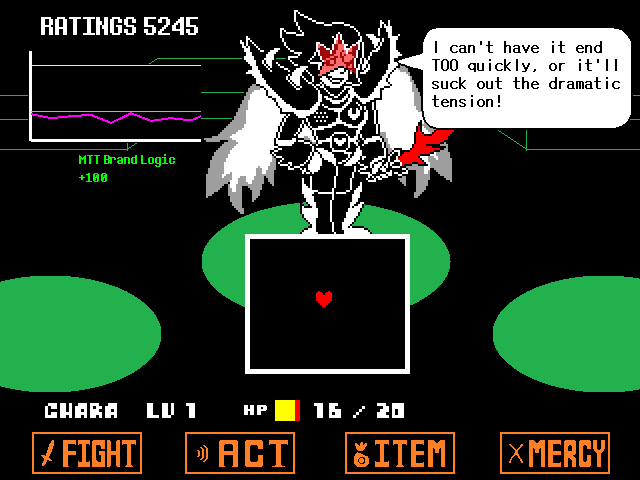 RATINGS 5245
I can't have it end
TOO quickly, or it'll
suck out the dramatic
tension!
MTT Brand Logic
+100
CHARA LV 1 HP 16 / 20
FIGHT ACT ITEM MERCY